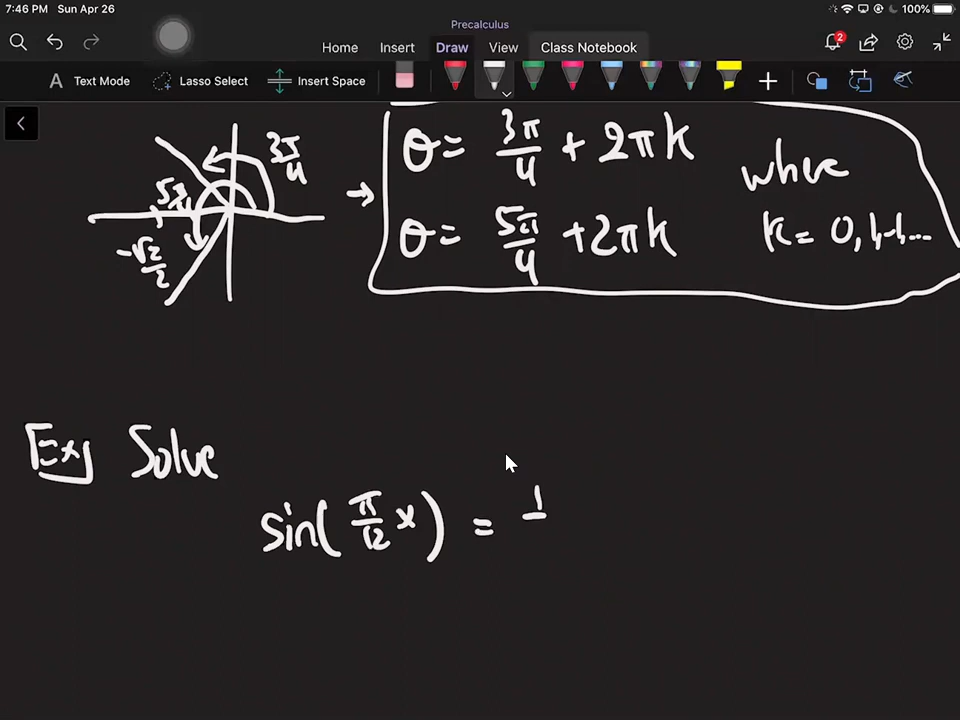 7:46 PM Sun Apr 26
100%
Precalculus
Home Insert Draw View Class Notebook
2
Text Mode Lasso Select Insert Space
3π/4
5π/4
-√2/2
→ θ = 3π/4 + 2πk
θ = 5π/4 + 2πk
where
k = 0, 1, -1, ...
Ex) Solve
sin(π/12 x) = 1/